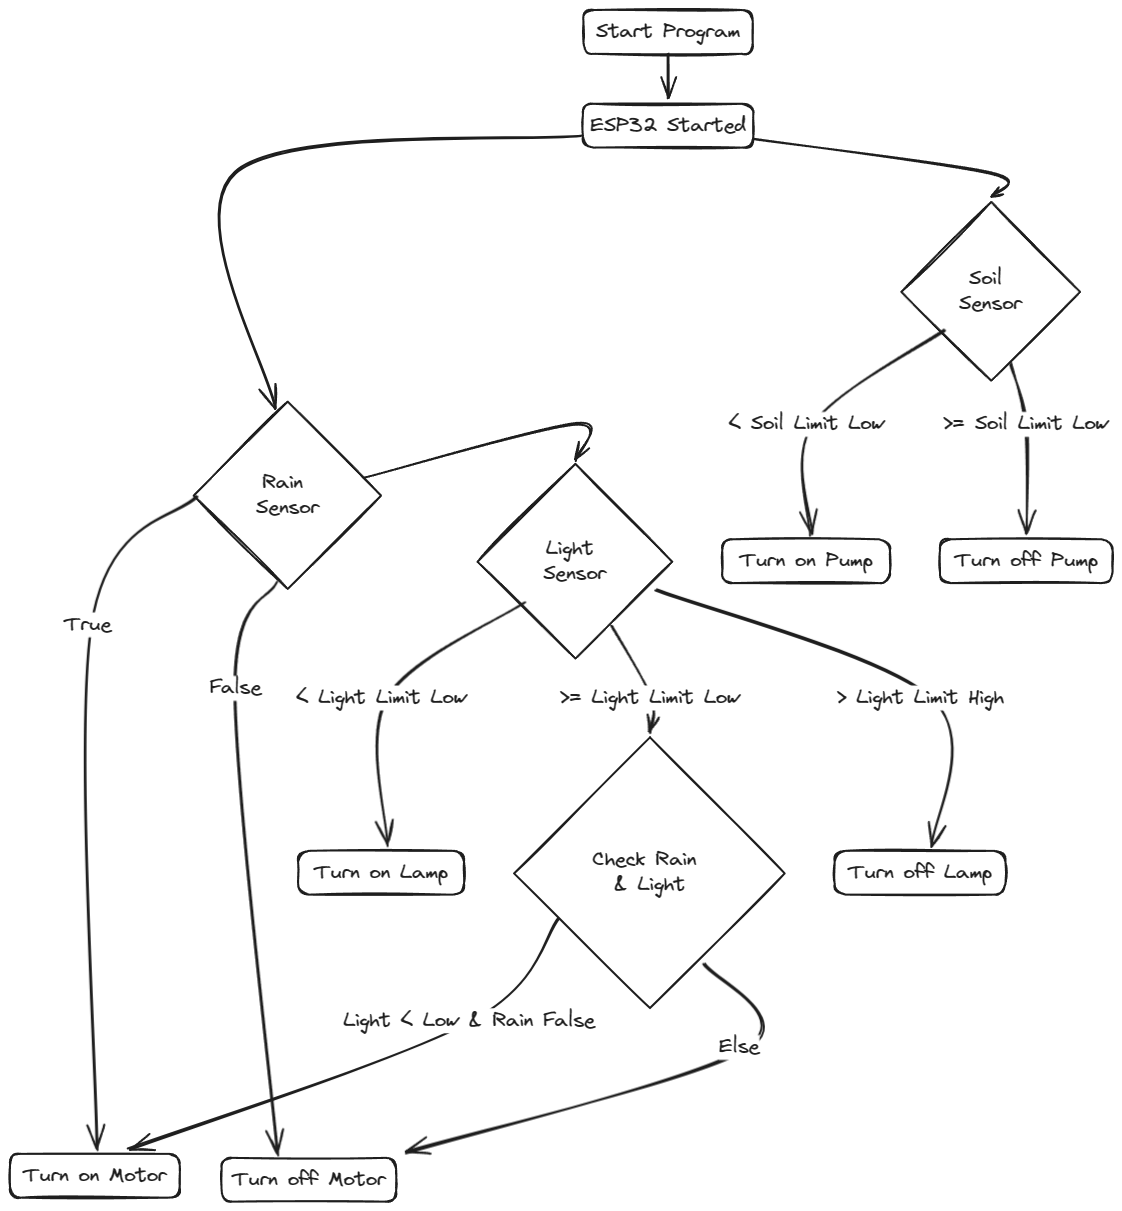 Start Program
ESP32 Started
Soil
Sensor
< Soil Limit Low
>= Soil Limit Low
Rain
Sensor
Light
Sensor
Turn on Pump
Turn off Pump
True
False
< Light Limit Low
>= Light Limit Low
> Light Limit High
Turn on Lamp
Check Rain
& Light
Turn off Lamp
Light < Low & Rain False
Else
Turn on Motor
Turn off Motor